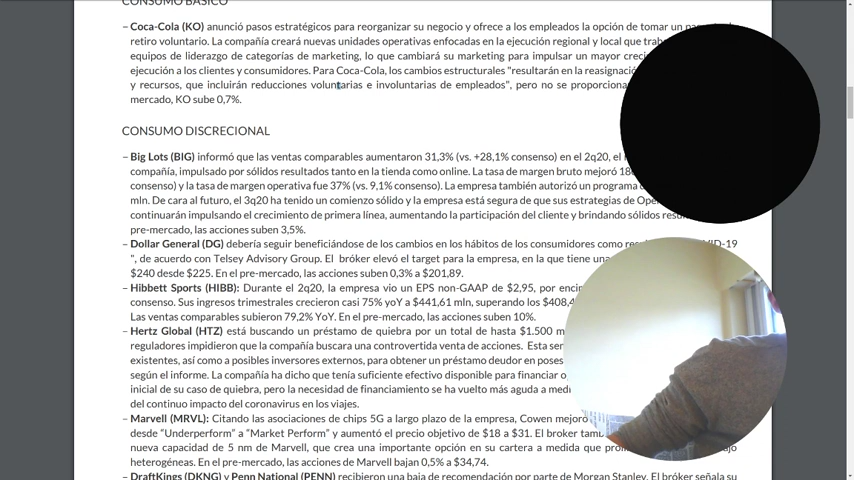 CONSUMO BÁSICO
– Coca-Cola (KO) anunció pasos estratégicos para reorganizar su negocio y ofrece a los empleados la opción de tomar un
retiro voluntario. La compañía creará nuevas unidades operativas enfocadas en la ejecución regional y local que
equipos de liderazgo de categorías de marketing, lo que cambiará su marketing para impulsar un mayor
ejecución a los clientes y consumidores. Para Coca-Cola, los cambios estructurales "resultarán en la
y recursos, que incluirán reducciones voluntarias e involuntarias de empleados", pero no se
mercado, KO sube 0,7%.
CONSUMO DISCRECIONAL
– Big Lots (BIG) informó que las ventas comparables aumentaron 31,3% (vs. +28,1% consenso) en el 2q20, el
compañía, impulsado por sólidos resultados tanto en la tienda como online. La tasa de margen bruto mejoró
consenso) y la tasa de margen operativa fue 37% (vs. 9,1% consenso). La empresa también autorizó un programa
mln. De cara al futuro, el 3q20 ha tenido un comienzo sólido y la empresa está segura de que sus estrategias de
continuarán impulsando el crecimiento de primera línea, aumentando la participación del cliente y brindando sólidos
pre-mercado, las acciones suben 3,5%.
– Dollar General (DG) debería seguir beneficiándose de los cambios en los hábitos de los consumidores como
", de acuerdo con Telsey Advisory Group. El bróker elevó el target para la empresa, en la que tiene una
$240 desde $225. En el pre-mercado, las acciones suben 0,3% a $201,89.
– Hibbett Sports (HIBB): Durante el 2q20, la empresa vio un EPS non-GAAP de $2,95, por
consenso. Sus ingresos trimestrales crecieron casi 75% yoY a $441,61 mln, superando los
Las ventas comparables subieron 79,2% YoY. En el pre-mercado, las acciones suben 10%.
– Hertz Global (HTZ) está buscando un préstamo de quiebra por un total de hasta $1.500
reguladores impidieron que la compañía buscara una controvertida venta de acciones. Esta
existentes, así como a posibles inversores externos, para obtener un préstamo deudor en
según el informe. La compañía ha dicho que tenía suficiente efectivo disponible para financiar
inicial de su caso de quiebra, pero la necesidad de financiamiento se ha vuelto más aguda a
del continuo impacto del coronavirus en los viajes.
– Marvell (MRVL): Citando las asociaciones de chips 5G a largo plazo de la empresa, Cowen mejoró
desde "Underperform" a "Market Perform" y aumentó el precio objetivo de $18 a $31. El broker
nueva capacidad de 5 nm de Marvell, que crea una importante opción en su cartera a medida que
heterogéneas. En el pre-mercado, las acciones de Marvell bajan 0,5% a $34,74.
– DraftKings (DKNG) y Penn National (PENN) recibieron una baja de recomendación por parte de Morgan Stanley. El bróker señala su